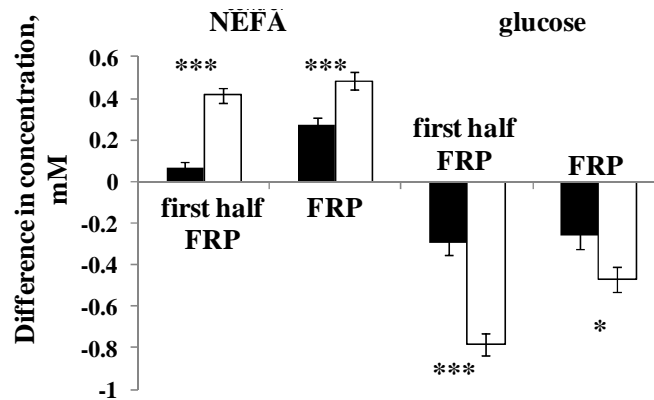 NEFA glucose
Difference in concentration,
mM
0.6
0.4
0.2
0
-0.2
-0.4
-0.6
-0.8
-1
*** ***
first half
FRP
FRP
first half
FRP
FRP
***
*